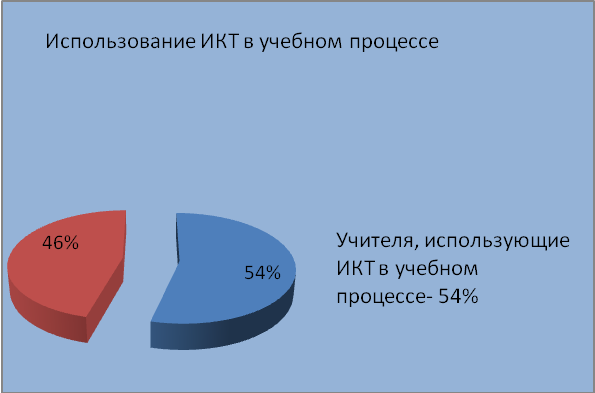 Использование ИКТ в учебном процессе
46%
54%
Учителя, использующие
ИКТ в учебном
процессе- 54%